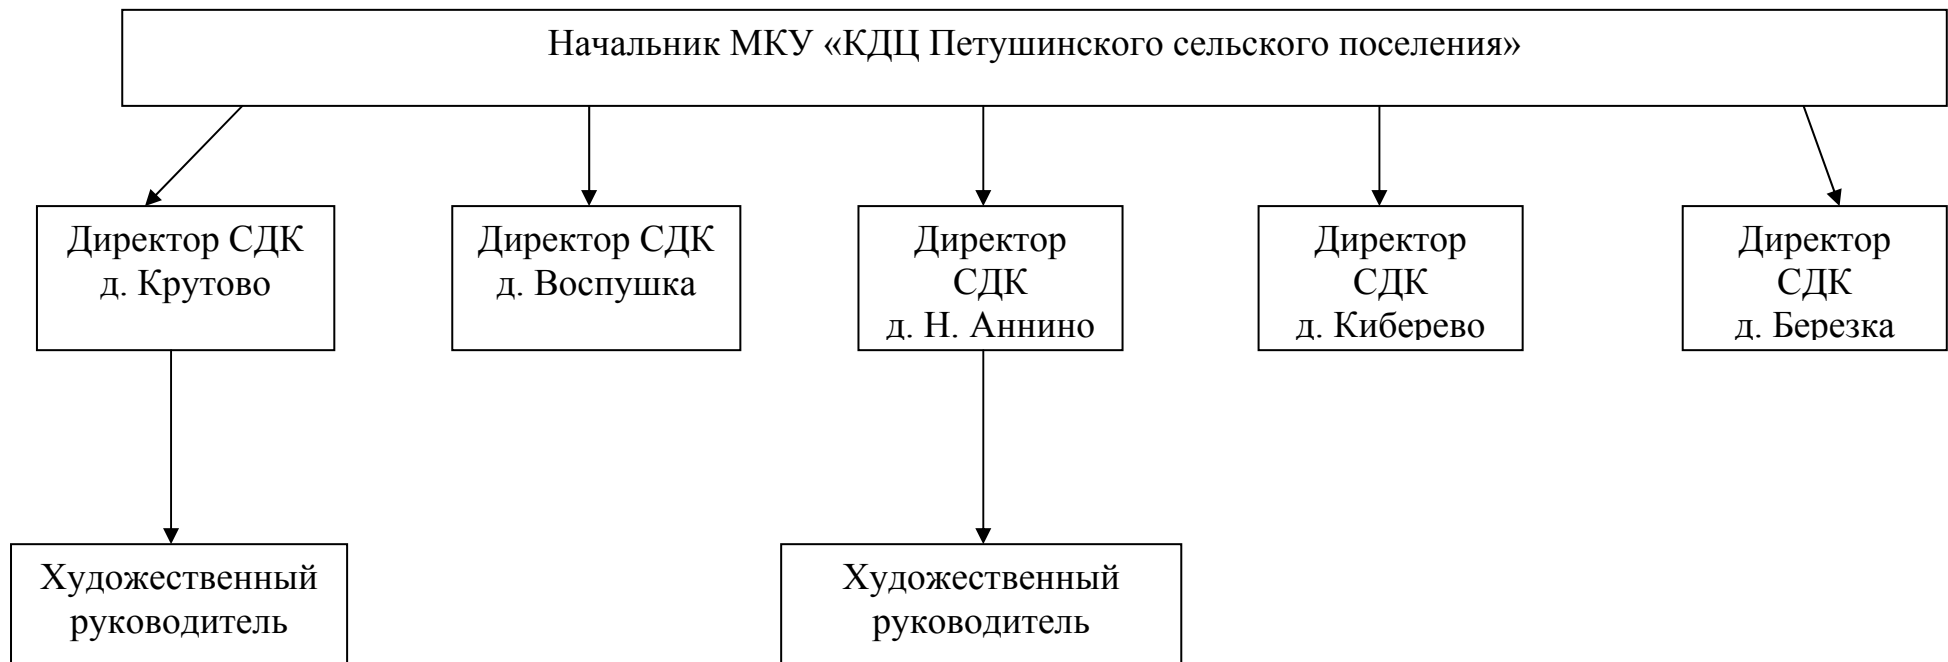 Начальник МКУ «КДЦ Петушинского сельского поселения»
Директор СДК
д. Крутово
Директор СДК
д. Воспушка
Директор
СДК
д. Н. Аннино
Директор
СДК
д. Киберево
Директор
СДК
д. Березка
Художественный
руководитель
Художественный
руководитель